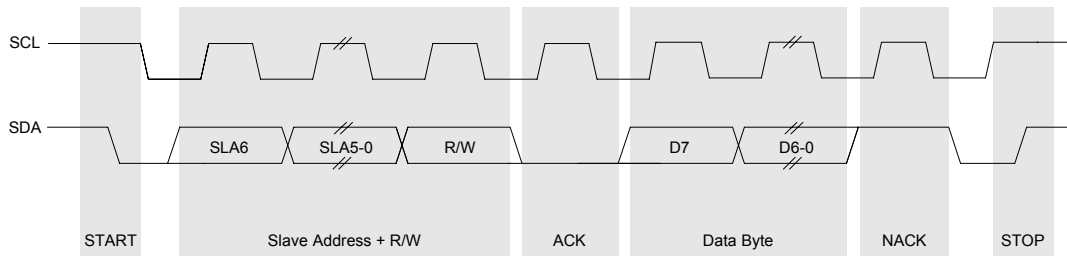 SCL
SDA
SLA6 SLA5-0 R/W D7 D6-0
START Slave Address + R/W ACK Data Byte NACK STOP